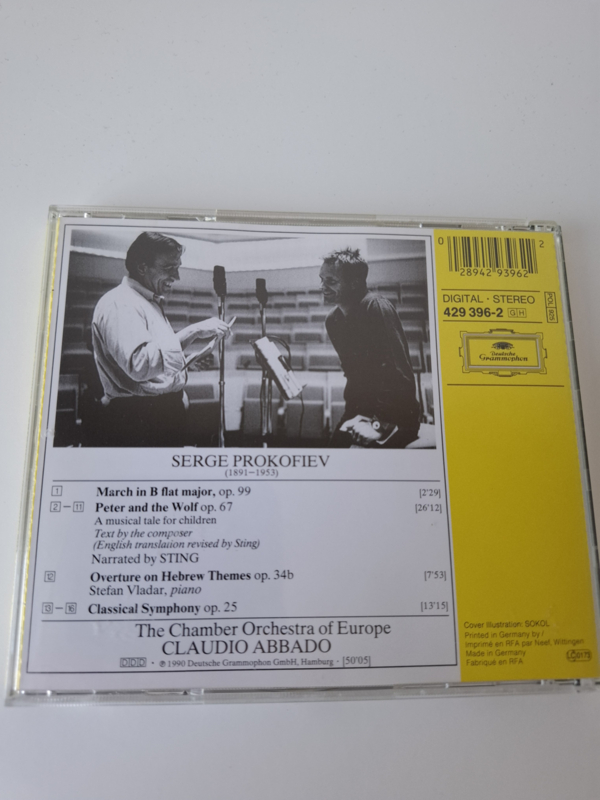 0 28942 93962 2
DIGITAL · STEREO
429 396-2 GH
POL 805
Deutsche
Grammophon
SERGE PROKOFIEV
(1891–1953)
1 March in B flat major, op. 99 [2'29]
2 – 11 Peter and the Wolf op. 67 [26'12]
A musical tale for children
Text by the composer
(English translation revised by Sting)
Narrated by STING
12 Overture on Hebrew Themes op. 34b [7'53]
Stefan Vladar, piano
13 – 16 Classical Symphony op. 25 [13'15]
The Chamber Orchestra of Europe
CLAUDIO ABBADO
DDD · ℗ 1990 Deutsche Grammophon GmbH, Hamburg · [50'05]
Cover Illustration: SOKOL
Printed in Germany by /
Imprimé en RFA par Neef, Wittingen
Made in Germany
Fabriqué en RFA